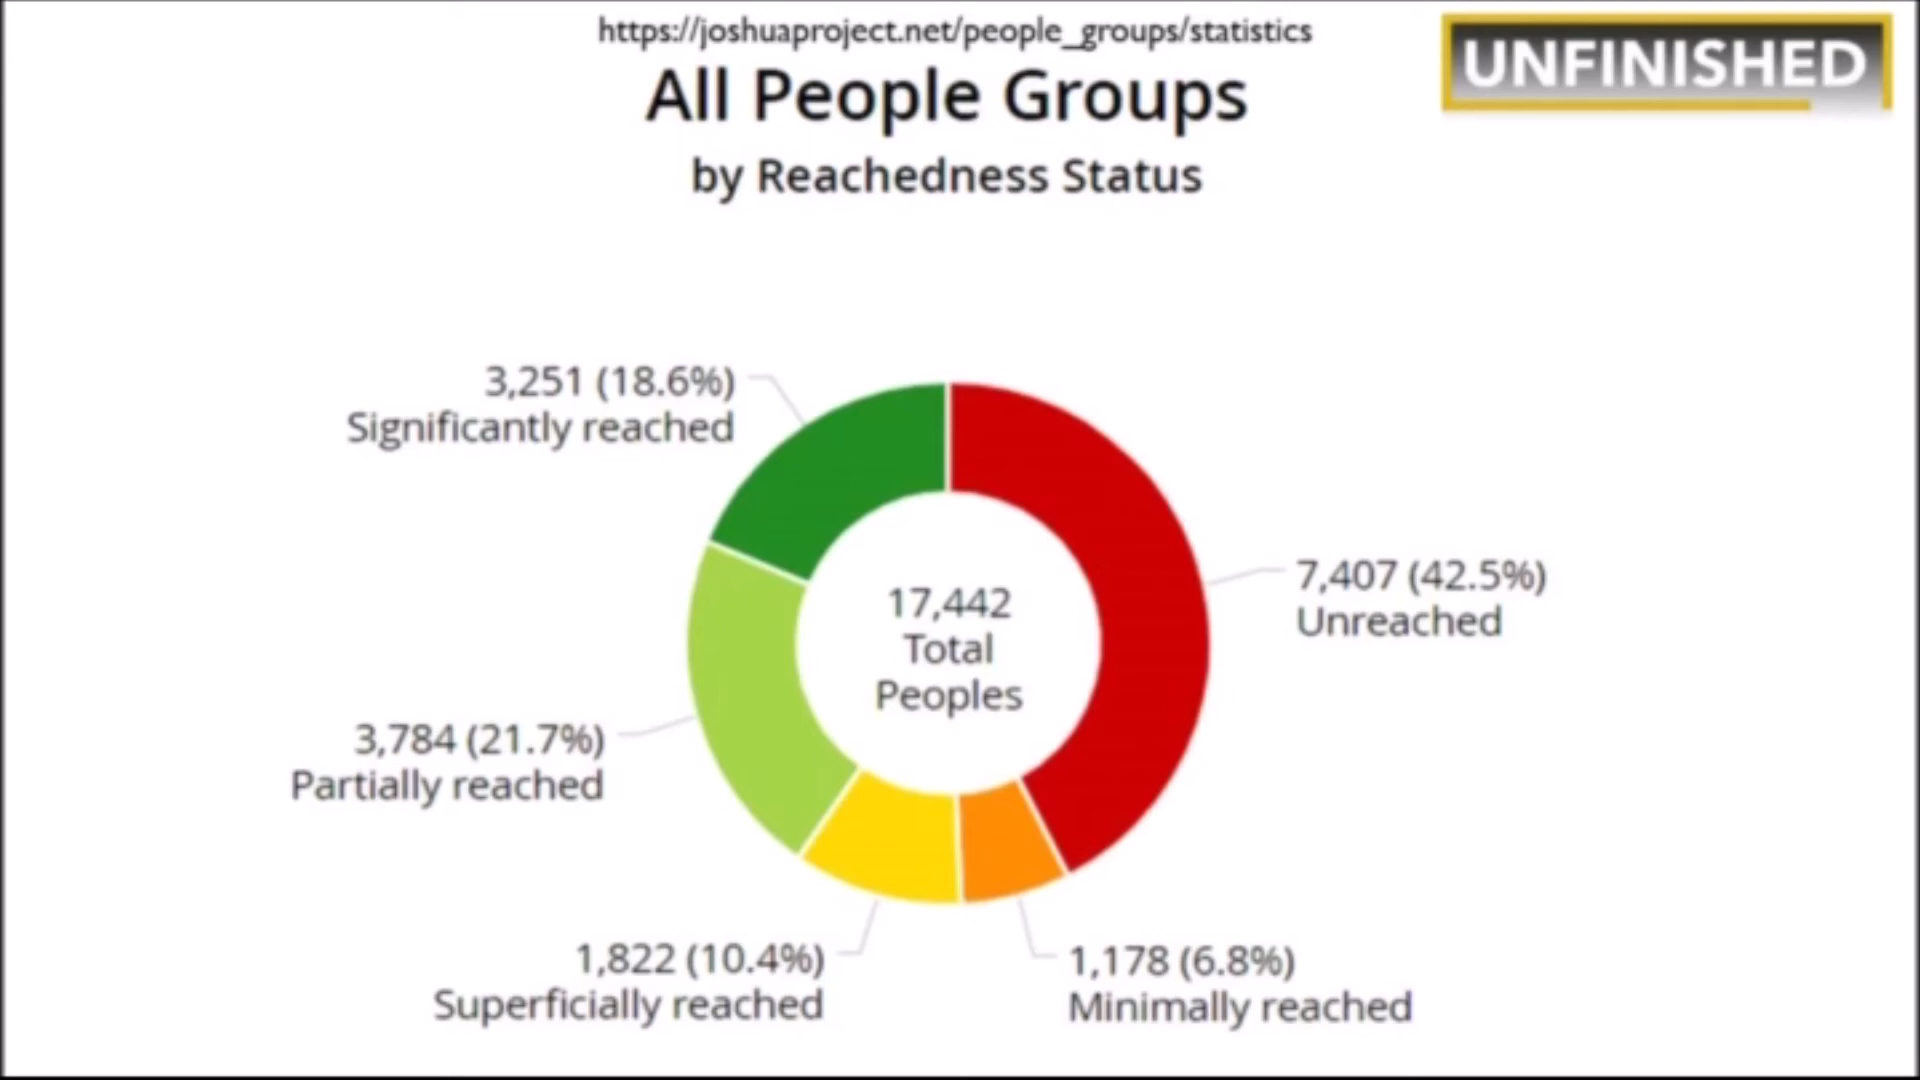 https://joshuaproject.net/people_groups/statistics
UNFINISHED
All People Groups
by Reachedness Status
3,251 (18.6%)
Significantly reached
7,407 (42.5%)
Unreached
17,442
Total
Peoples
3,784 (21.7%)
Partially reached
1,822 (10.4%)
Superficially reached
1,178 (6.8%)
Minimally reached